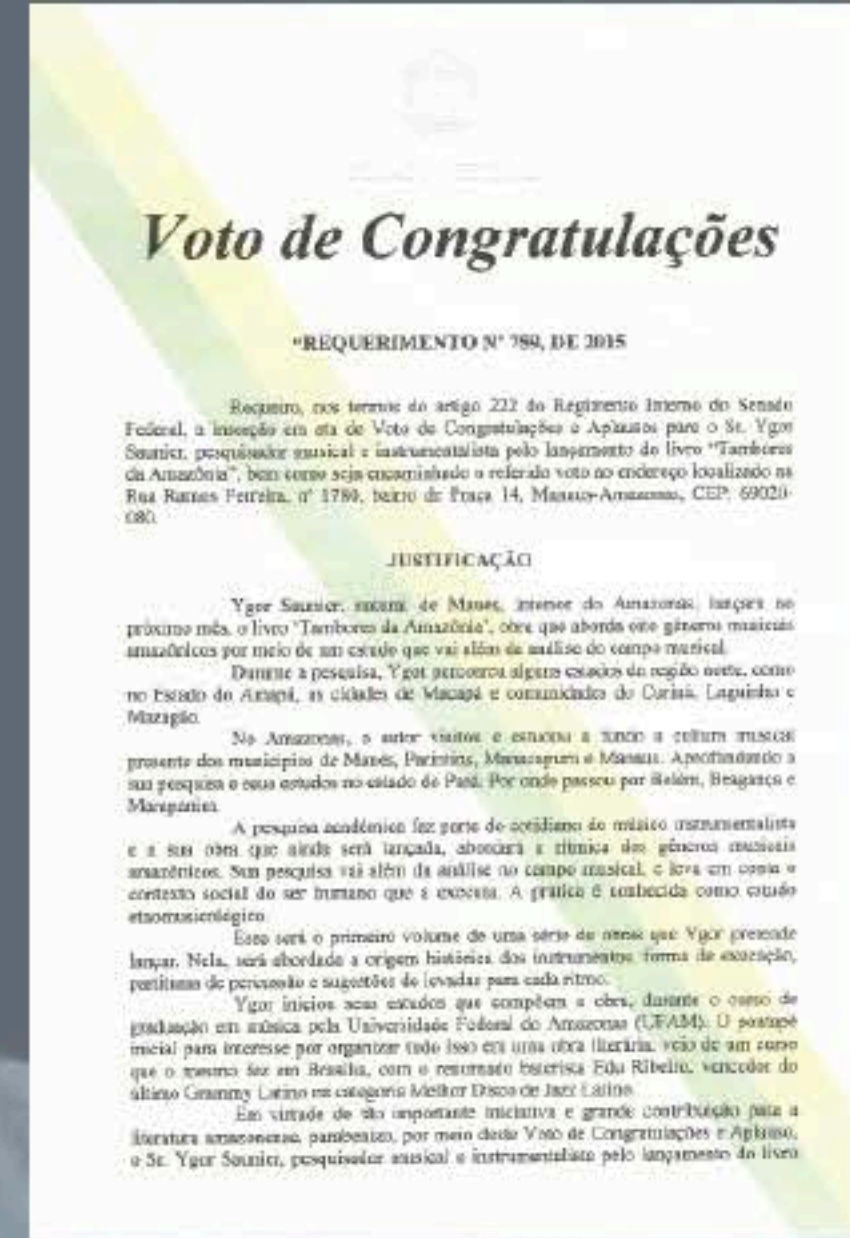 Voto de Congratulações
"REQUERIMENTO Nº 789, DE 2015
Requeiro, nos termos do artigo 222 do Regimento Interno do Senado
Federal, a inserção em ata de Voto de Congratulações e Aplausos para o Sr. Ygor
Saunier, pesquisador musical e instrumentalista pelo lançamento do livro "Tambores
da Amazônia", bem como seja encaminhado o referido voto no endereço localizado na
Rua Ramos Ferreira, nº 1780, bairro de Praça 14, Manaus-Amazonas, CEP: 69020-
080.
JUSTIFICAÇÃO
Ygor Saunier, natural de Maués, interior do Amazonas, lançara no
próximo mês, o livro "Tambores da Amazônia", obra que aborda oito gêneros musicais
amazônicos por meio de um estudo que vai além da análise do campo musical.
Durante a pesquisa, Ygor percorreu alguns estados da região norte, como
no Estado do Amapá, as cidades de Macapá e comunidades do Curiaú, Laguinho e
Mazagão.
No Amazonas, o autor visitou e estudou a fundo a cultura musical
presente dos municípios de Maués, Parintins, Manacapuru e Manaus. Aprofundando a
sua pesquisa e seus estudos no estado do Pará. Por onde passou por Belém, Bragança e
Marapanim.
A pesquisa acadêmica faz parte do cotidiano do músico instrumentalista
e a sua obra que ainda será lançada, abordará a rítmica dos gêneros musicais
amazônicos. Sua pesquisa vai além da análise no campo musical, e leva em conta o
contexto social do ser humano que a executa. A prática é conhecida como estudo
etnomusicológico.
Esse será o primeiro volume de uma série de obras que Ygor pretende
lançar. Nela, será abordada a origem histórica dos instrumentos, forma de execução,
partituras de percussão e sugestões de levadas para cada ritmo.
Ygor iniciou seus estudos que compõem a obra, durante o curso de
graduação em música pela Universidade Federal do Amazonas (UFAM). O pontapé
inicial para interesse por organizar tudo isso em uma obra literária, veio de um curso
que o mesmo fez em Brasília, com o renomado baterista Edu Ribeiro, vencedor do
último Grammy Latino na categoria Melhor Disco de Jazz Latino.
Em virtude de tão importante iniciativa e grande contribuição para a
literatura amazonense, parabenizo, por meio deste Voto de Congratulações e Aplauso,
o Sr. Ygor Saunier, pesquisador musical e instrumentalista pelo lançamento do livro